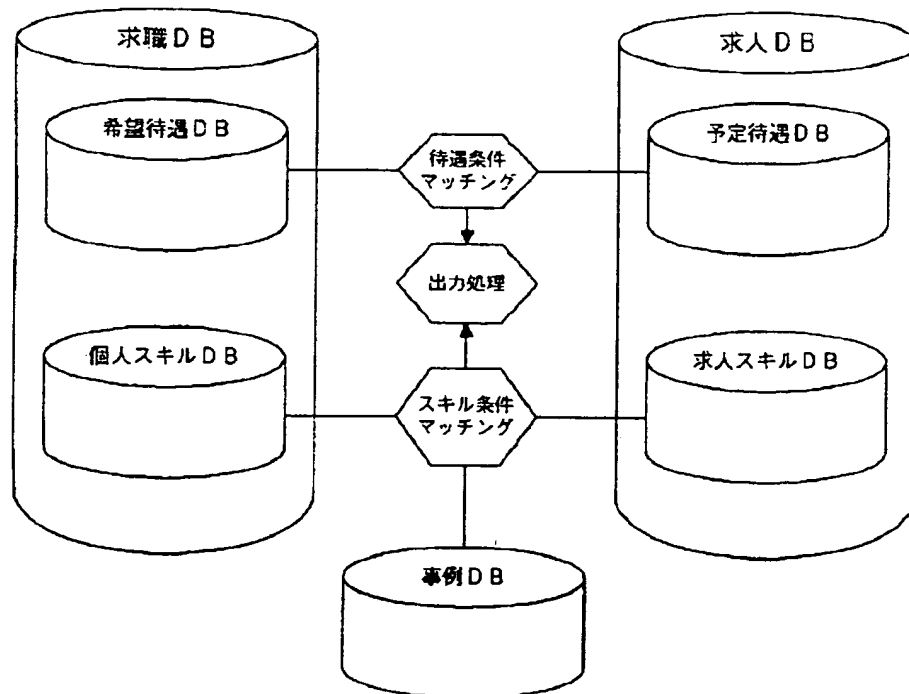 求職ＤＢ
求人ＤＢ
希望待遇ＤＢ
待遇条件
マッチング
予定待遇ＤＢ
出力処理
個人スキルＤＢ
スキル条件
マッチング
求人スキルＤＢ
事例ＤＢ